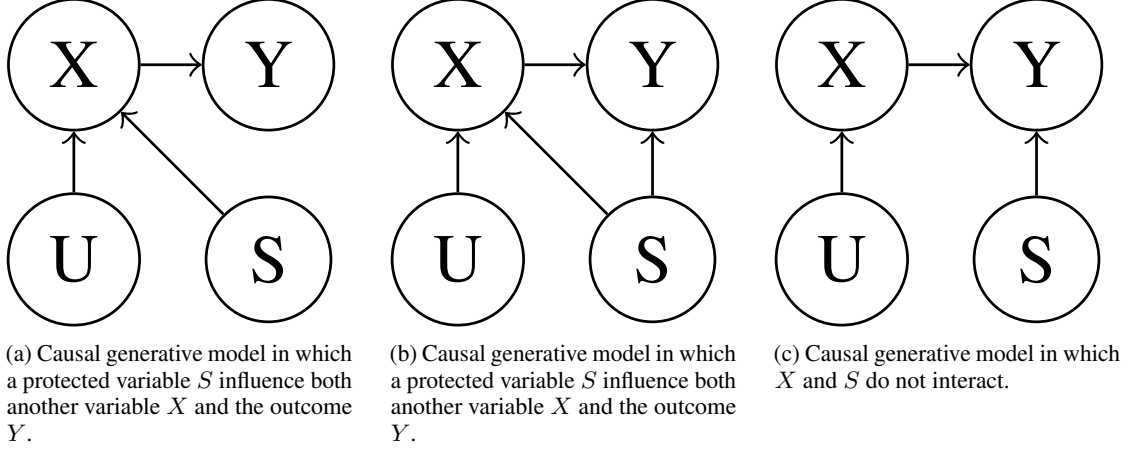 X Y X Y X Y
U S U S U S
(a) Causal generative model in which
a protected variable S influence both
another variable X and the outcome
Y.
(b) Causal generative model in which
a protected variable S influence both
another variable X and the outcome
Y.
(c) Causal generative model in which
X and S do not interact.